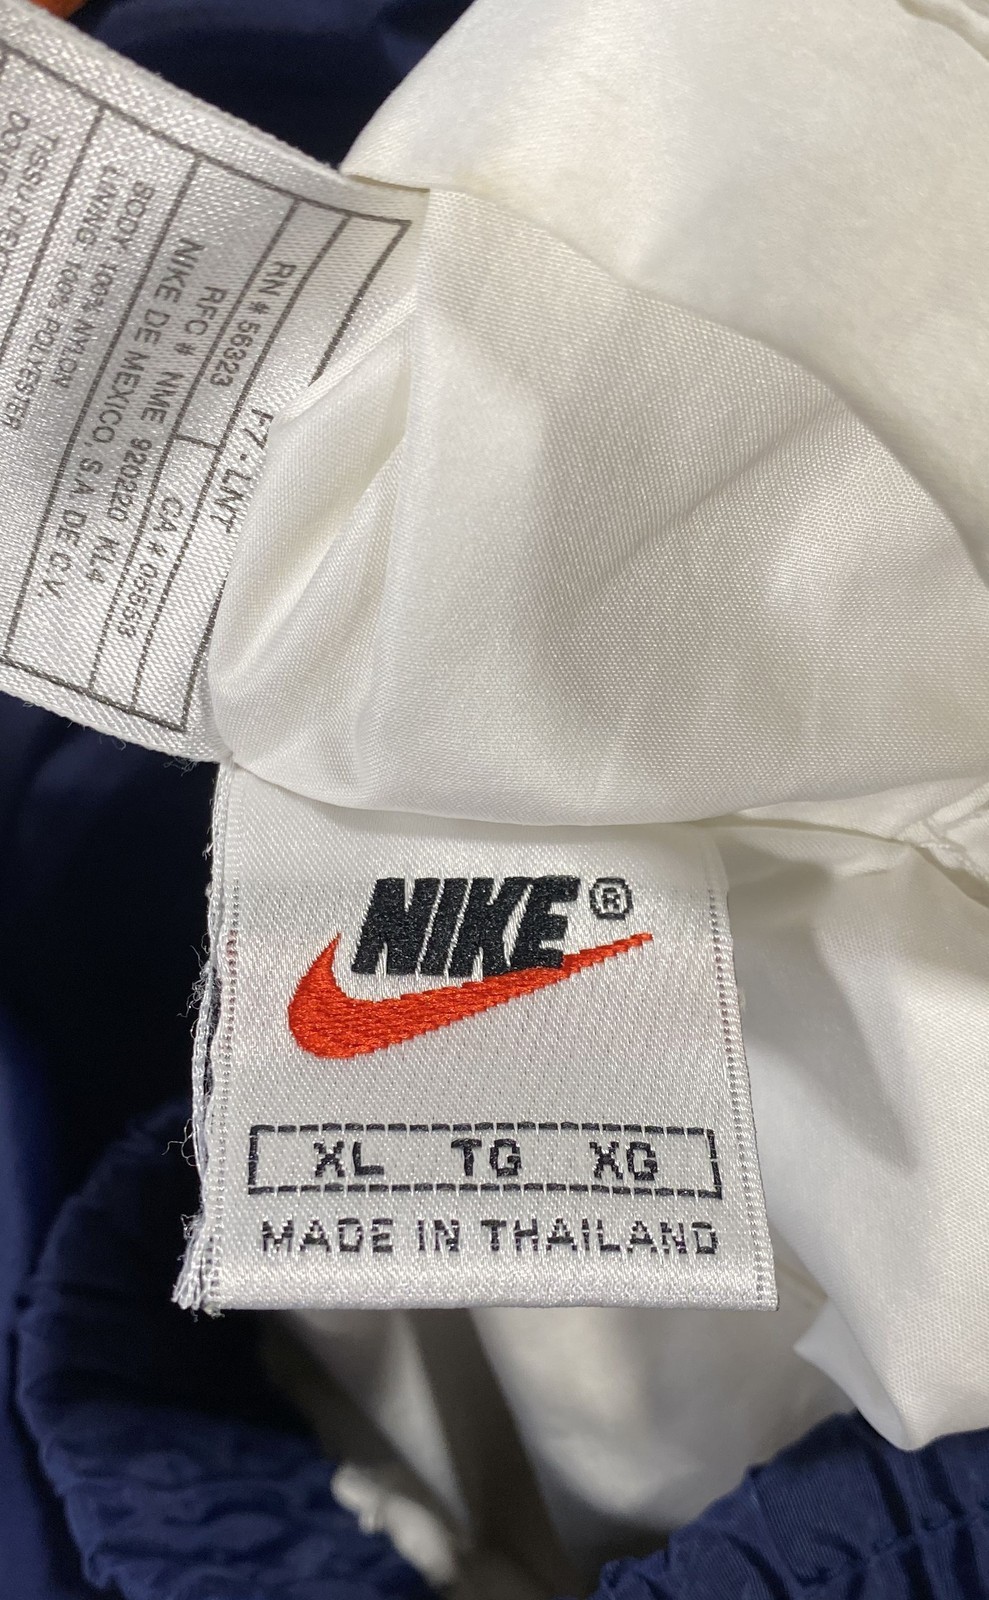 F7 - LNT
RN # 56323 CA # 05553
RFC # NME 920220 KL4
NIKE DE MEXICO, S.A DE C.V.
BODY: 100% NYLON
LINING: 100% POLYESTER
NIKE ®
XL TG XG
MADE IN THAILAND